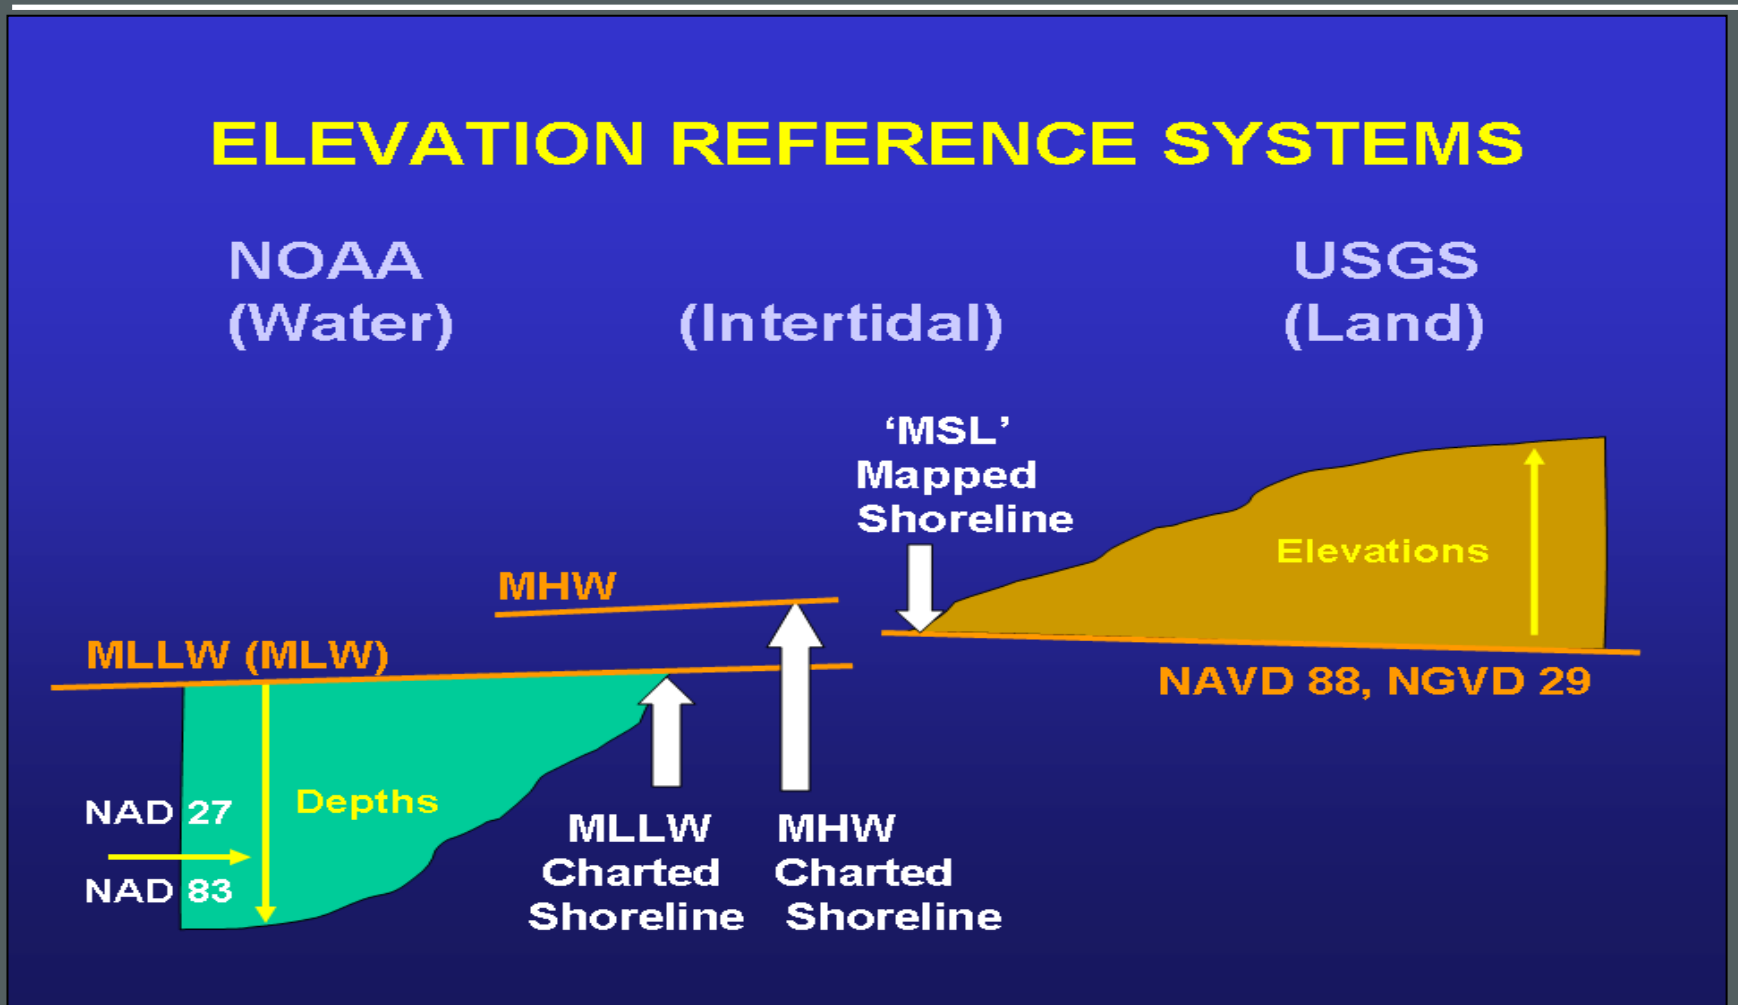 ELEVATION REFERENCE SYSTEMS
NOAA
(Water)
(Intertidal)
USGS
(Land)
‘MSL’
Mapped
Shoreline
Elevations
MHW
MLLW (MLW)
NAVD 88, NGVD 29
NAD 27
Depths
NAD 83
MLLW
Charted
Shoreline
MHW
Charted
Shoreline